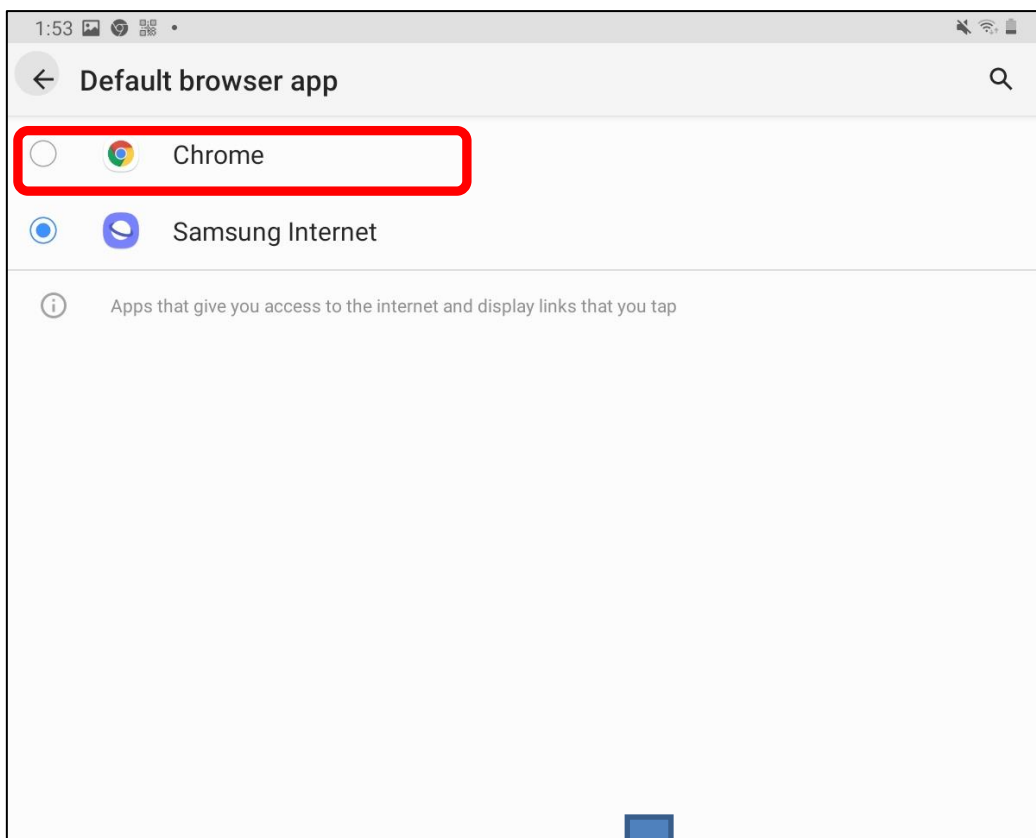 1:53
Default browser app
Chrome
Samsung Internet
Apps that give you access to the internet and display links that you tap